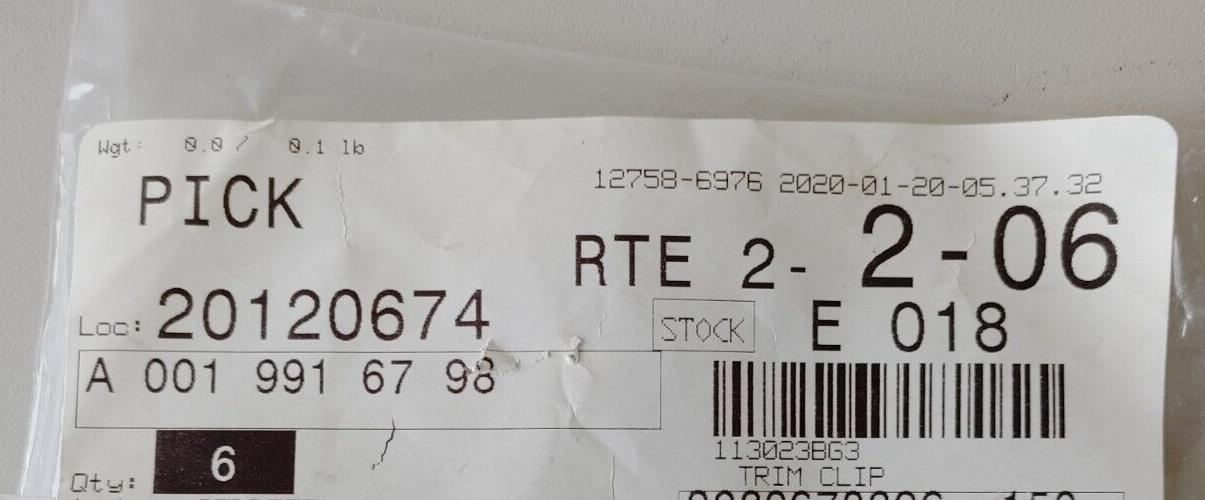 Wgt: 0.0 / 0.1 lb
12758-6976 2020-01-20-05.37.32
PICK
RTE 2- 2-06
Loc: 20120674
STOCK E 018
A 001 991 67 98
113023BG3
Qty: 6
TRIM CLIP